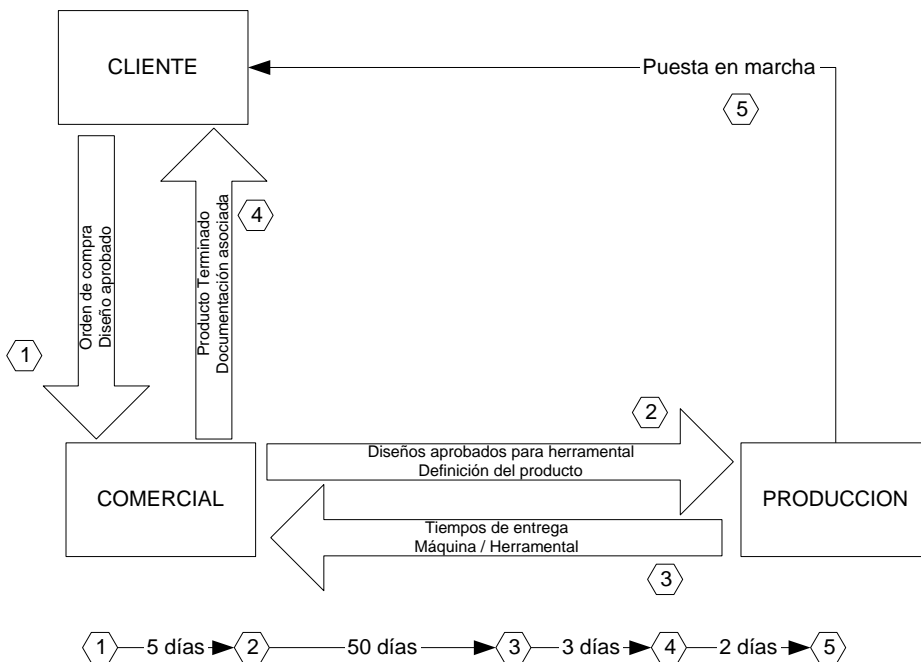 CLIENTE
Puesta en marcha
5
Orden de compra
Diseño aprobado
1
Producto Terminado
Documentación asociada
4
2
Diseños aprobados para herramental
Definición del producto
COMERCIAL
PRODUCCION
Tiempos de entrega
Máquina / Herramental
3
1 5 días 2 50 días 3 3 días 4 2 días 5